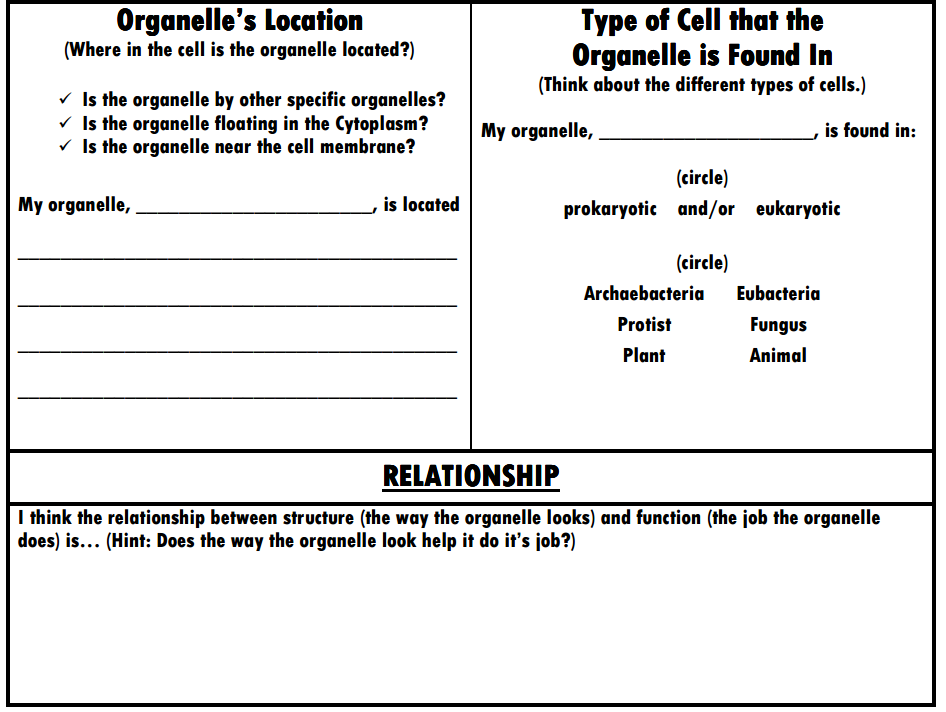 Organelle's Location
(Where in the cell is the organelle located?)
✓ Is the organelle by other specific organelles?
✓ Is the organelle floating in the Cytoplasm?
✓ Is the organelle near the cell membrane?
My organelle, ______________________, is located
_________________________________________
_________________________________________
_________________________________________
_________________________________________
Type of Cell that the
Organelle is Found In
(Think about the different types of cells.)
My organelle, ____________________, is found in:
(circle)
prokaryotic and/or eukaryotic
(circle)
Archaebacteria Eubacteria
Protist Fungus
Plant Animal
RELATIONSHIP
I think the relationship between structure (the way the organelle looks) and function (the job the organelle
does) is... (Hint: Does the way the organelle look help it do it's job?)